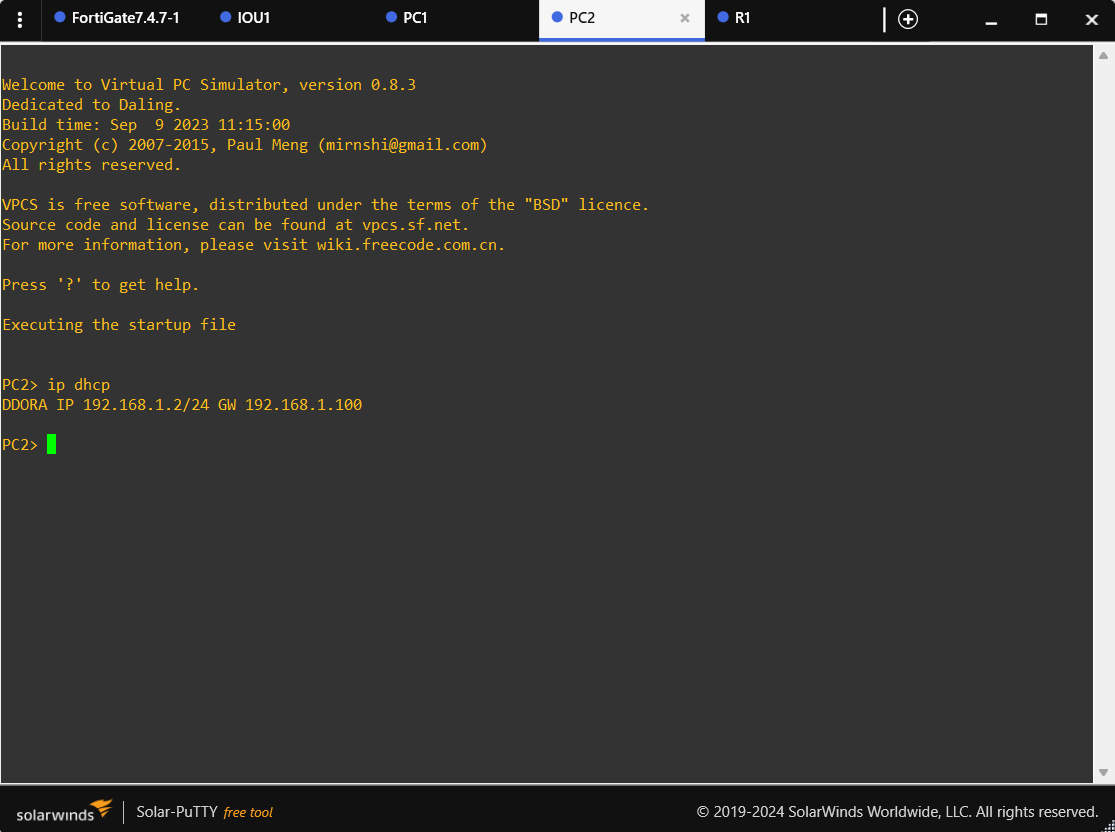 FortiGate7.4.7-1 IOU1 PC1 PC2 R1
Welcome to Virtual PC Simulator, version 0.8.3
Dedicated to Daling.
Build time: Sep  9 2023 11:15:00
Copyright (c) 2007-2015, Paul Meng (mirnshi@gmail.com)
All rights reserved.
VPCS is free software, distributed under the terms of the "BSD" licence.
Source code and license can be found at vpcs.sf.net.
For more information, please visit wiki.freecode.com.cn.
Press '?' to get help.
Executing the startup file
PC2> ip dhcp
DDORA IP 192.168.1.2/24 GW 192.168.1.100
PC2>
solarwinds Solar-PuTTY free tool © 2019-2024 SolarWinds Worldwide, LLC. All rights reserved.